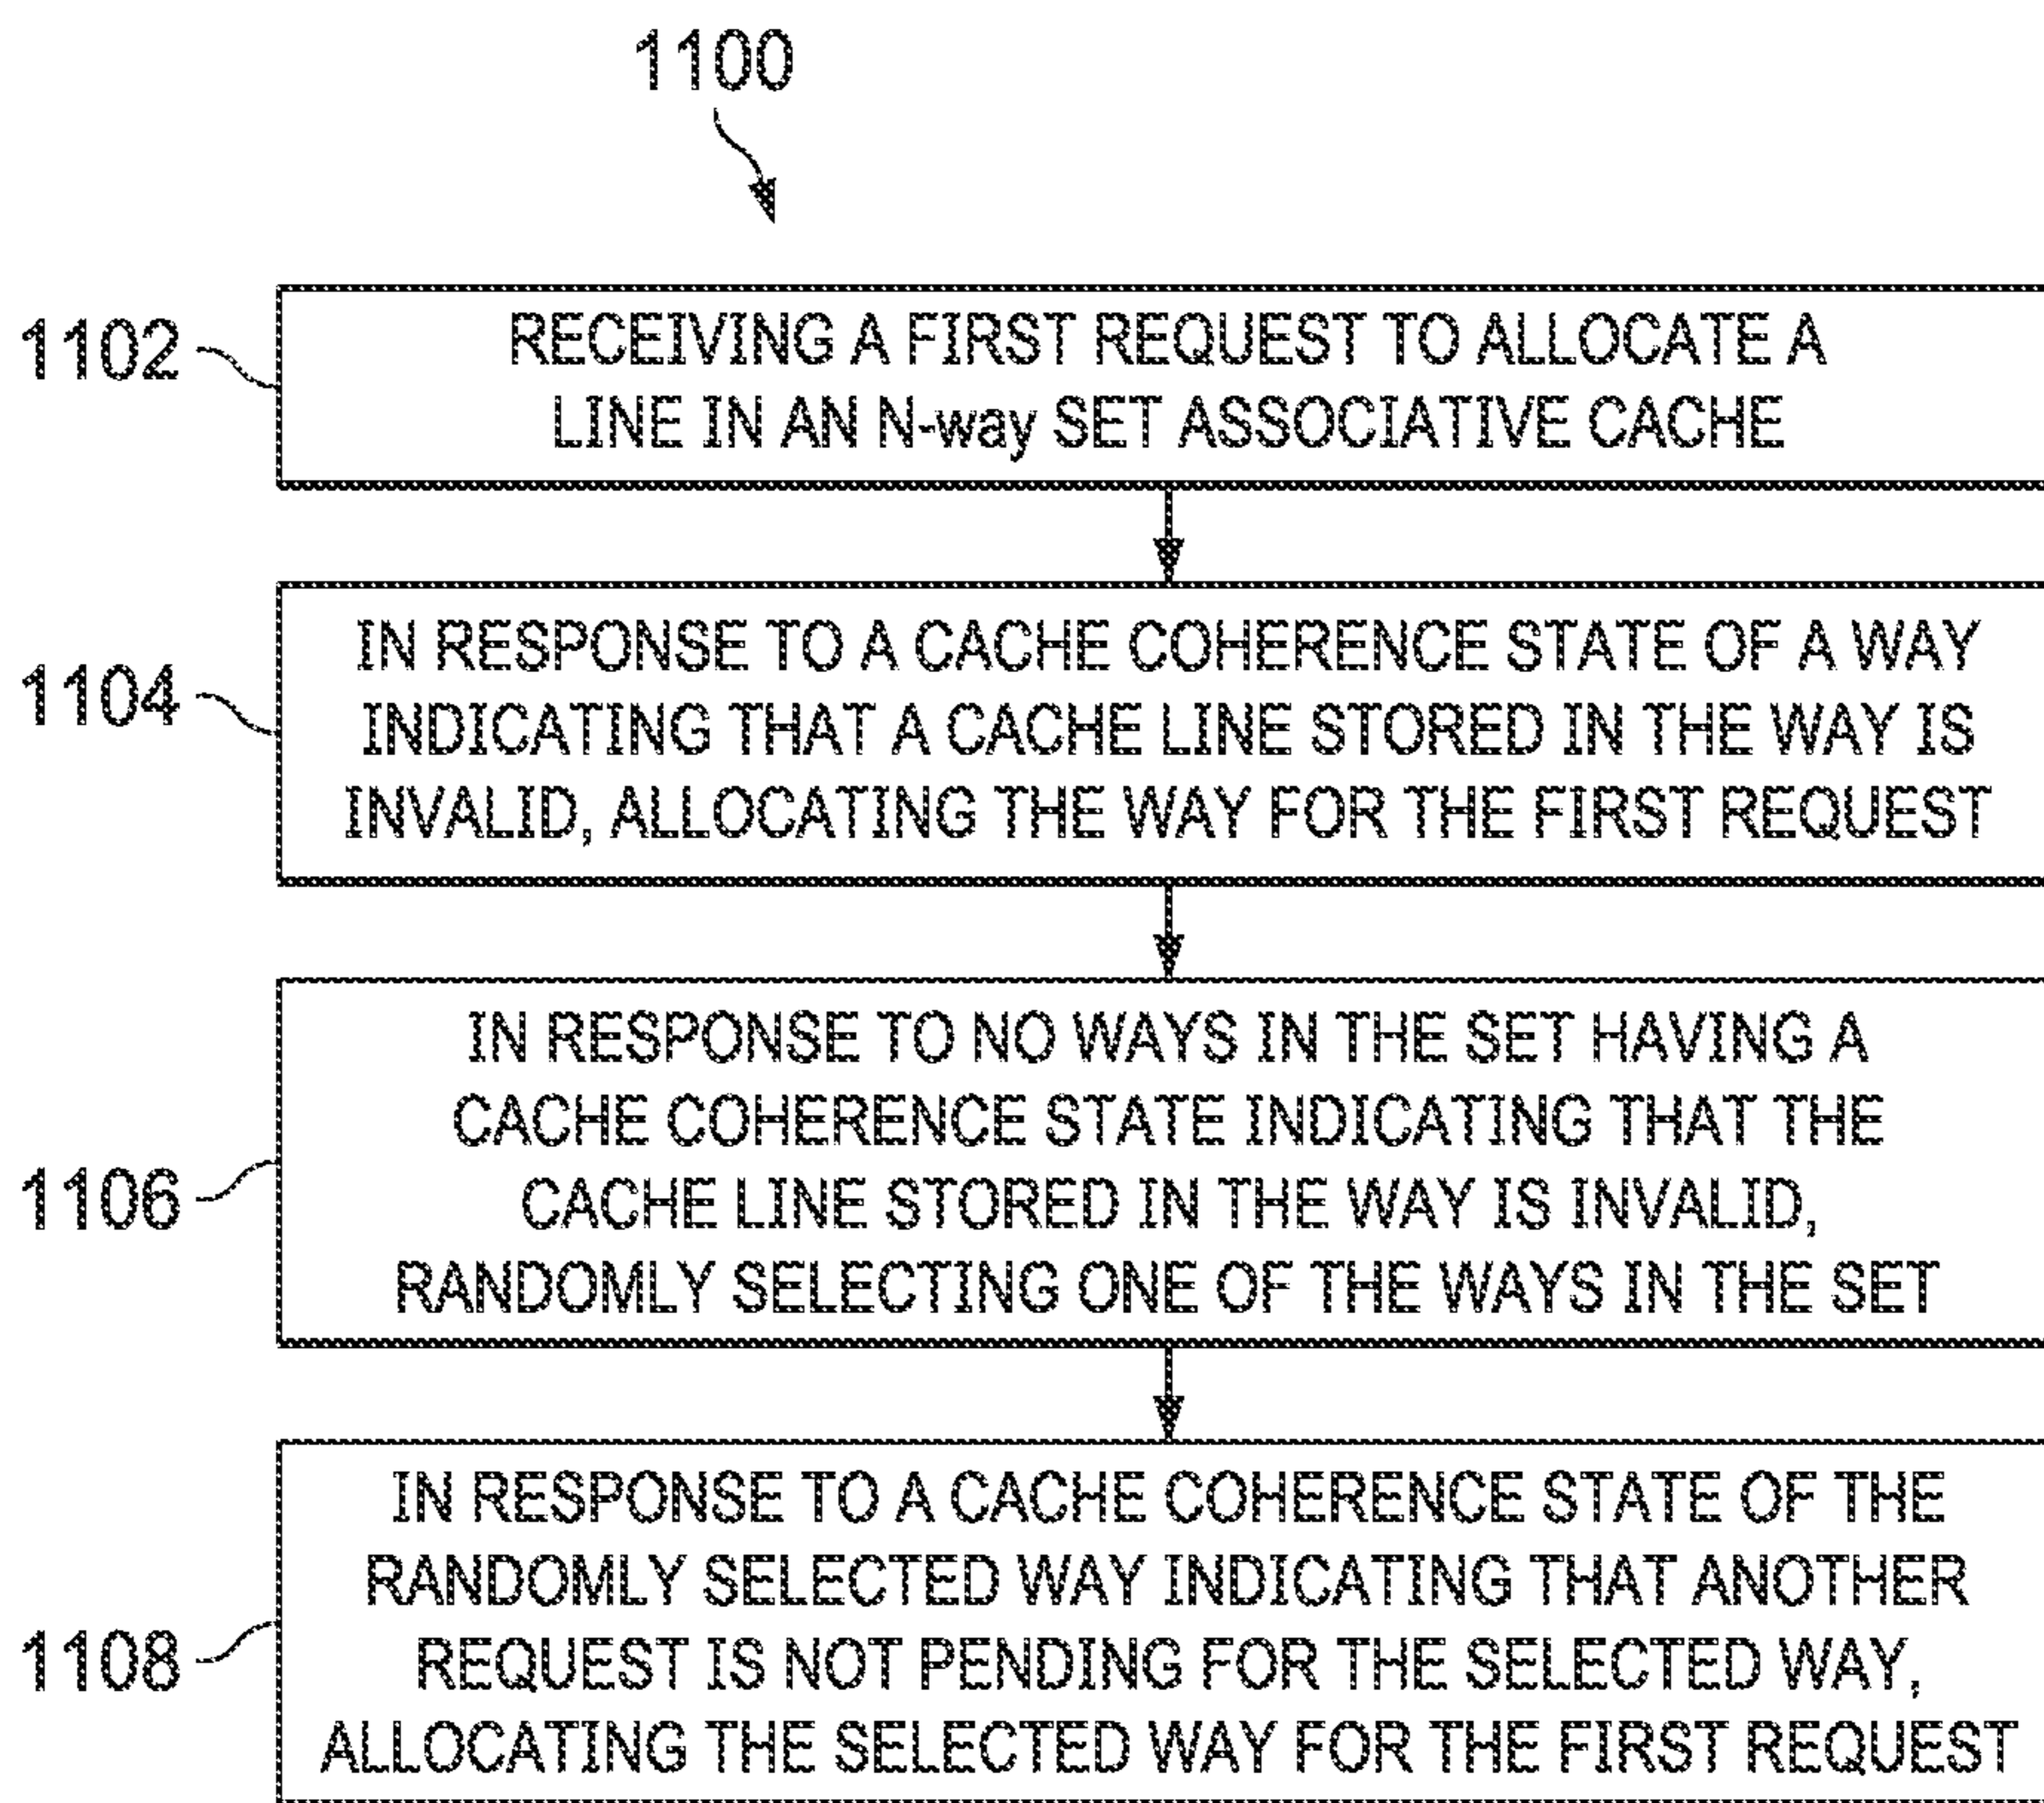 1100
1102
RECEIVING A FIRST REQUEST TO ALLOCATE A
LINE IN AN N-way SET ASSOCIATIVE CACHE
1104
IN RESPONSE TO A CACHE COHERENCE STATE OF A WAY
INDICATING THAT A CACHE LINE STORED IN THE WAY IS
INVALID, ALLOCATING THE WAY FOR THE FIRST REQUEST
1106
IN RESPONSE TO NO WAYS IN THE SET HAVING A
CACHE COHERENCE STATE INDICATING THAT THE
CACHE LINE STORED IN THE WAY IS INVALID,
RANDOMLY SELECTING ONE OF THE WAYS IN THE SET
1108
IN RESPONSE TO A CACHE COHERENCE STATE OF THE
RANDOMLY SELECTED WAY INDICATING THAT ANOTHER
REQUEST IS NOT PENDING FOR THE SELECTED WAY,
ALLOCATING THE SELECTED WAY FOR THE FIRST REQUEST